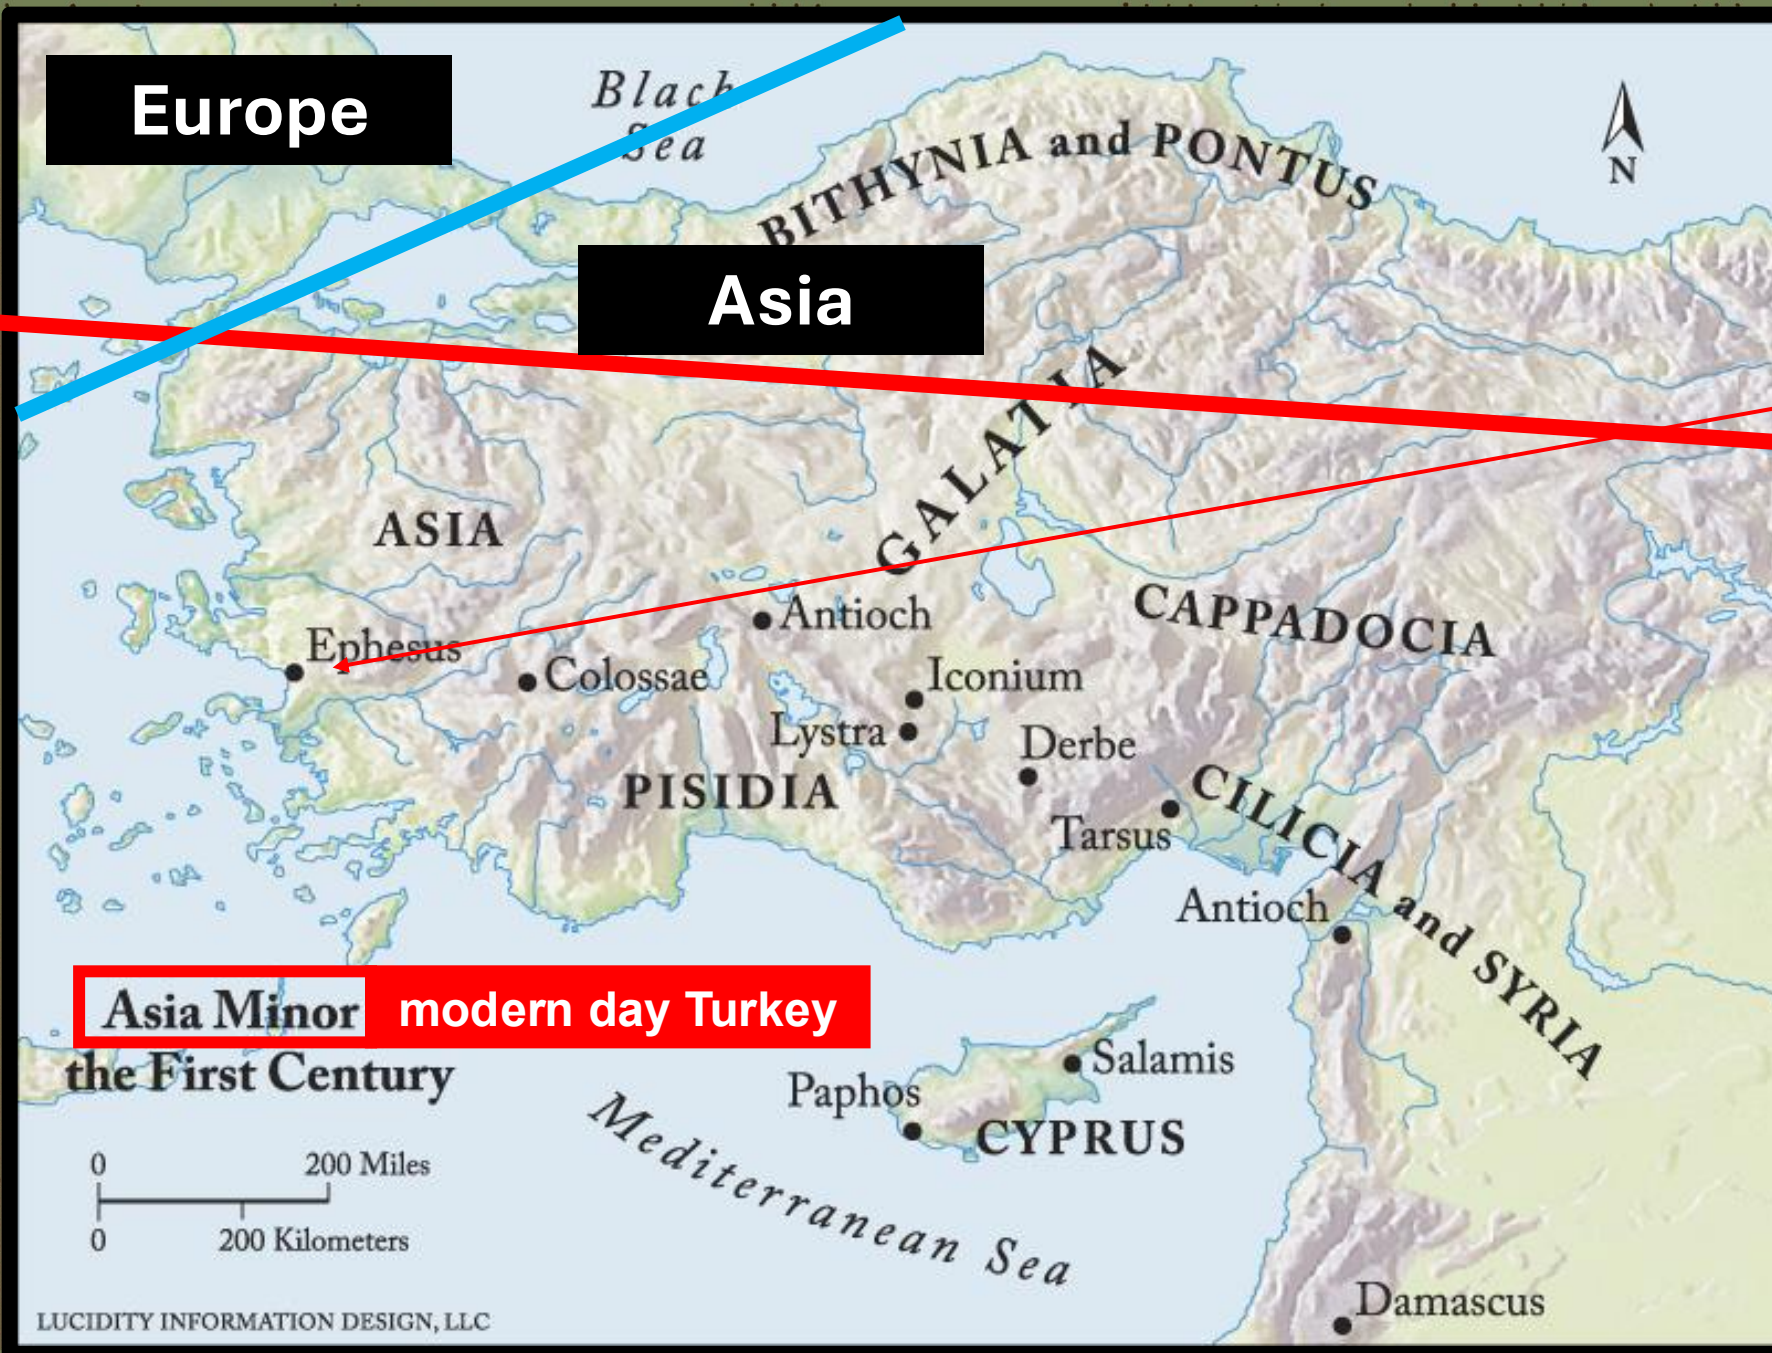 Europe
Black
Sea
N
BITHYNIA and PONTUS
Asia
GALATIA
ASIA
CAPPADOCIA
Antioch
Ephesus
Colossae
Iconium
Lystra
Derbe
PISIDIA
Tarsus
CILICIA and SYRIA
Antioch
Asia Minor modern day Turkey
the First Century
Salamis
Paphos
CYPRUS
Mediterranean Sea
0 200 Miles
0 200 Kilometers
Damascus
LUCIDITY INFORMATION DESIGN, LLC